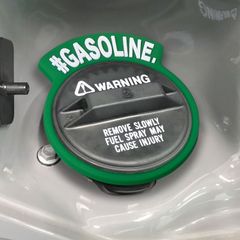 #GASOLINE.
WARNING
REMOVE SLOWLY
FUEL SPRAY MAY
CAUSE INJURY